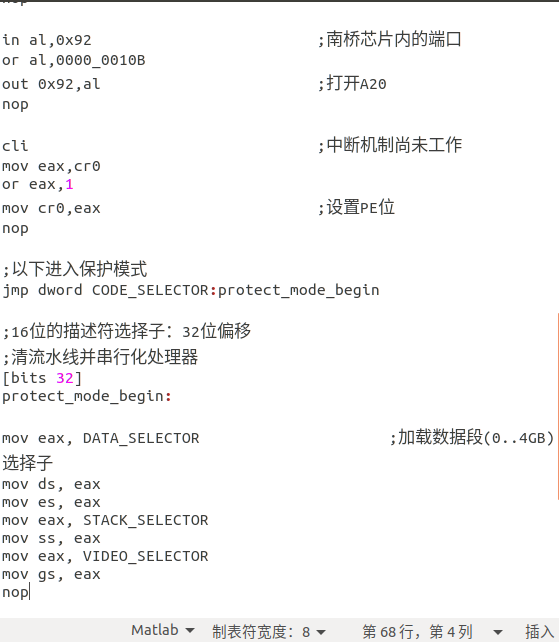 nop
in al,0x92 ;南桥芯片内的端口
or al,0000_0010B
out 0x92,al ;打开A20
nop
cli ;中断机制尚未工作
mov eax,cr0
or eax,1
mov cr0,eax ;设置PE位
nop
;以下进入保护模式
jmp dword CODE_SELECTOR:protect_mode_begin
;16位的描述符选择子：32位偏移
;清流水线并串行化处理器
[bits 32]
protect_mode_begin:
mov eax, DATA_SELECTOR ;加载数据段(0..4GB)
选择子
mov ds, eax
mov es, eax
mov eax, STACK_SELECTOR
mov ss, eax
mov eax, VIDEO_SELECTOR
mov gs, eax
nop
Matlab 制表符宽度：8 第 68 行，第 4 列 插入